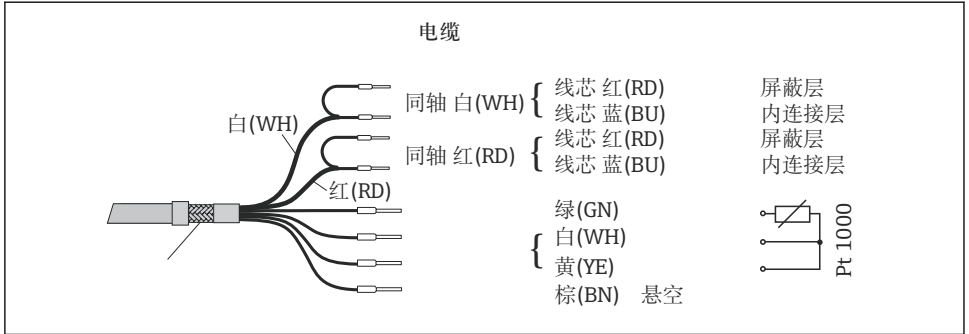 电缆
同轴 白(WH) { 线芯 红(RD) 屏蔽层
线芯 蓝(BU) 内连接层
白(WH)
同轴 红(RD) { 线芯 红(RD) 屏蔽层
线芯 蓝(BU) 内连接层
红(RD)
绿(GN)
{ 白(WH)
黄(YE)
棕(BN) 悬空
Pt 1000